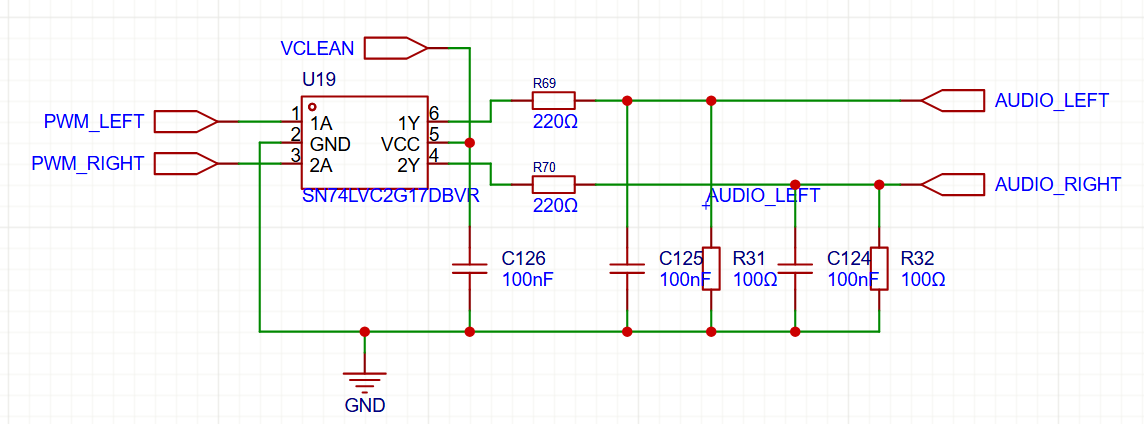 VCLEAN
U19
R69
PWM_LEFT
1
1A
1Y
6
220Ω
AUDIO_LEFT
2
GND
VCC
5
PWM_RIGHT
3
2A
2Y
4
R70
AUDIO_RIGHT
SN74LVC2G17DBVR
220Ω
AUDIO_LEFT
C126
100nF
C125
100nF
R31
100Ω
C124
100nF
R32
100Ω
GND